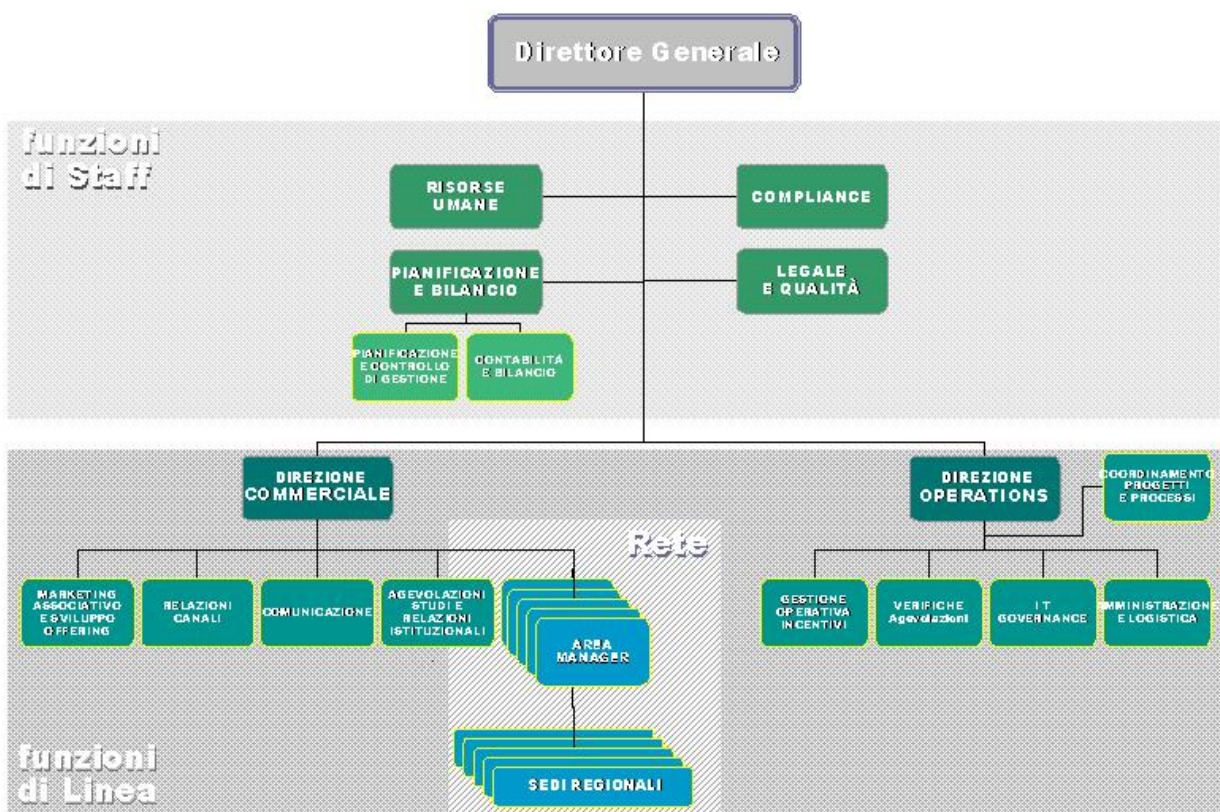 Direttore Generale
funzioni
di Staff
RISORSE
UMANE
COMPLIANCE
PIANIFICAZIONE
E BILANCIO
LEGALE
E QUALITÀ
PIANIFICAZIONE
E CONTROLLO
DI GESTIONE
CONTABILITÀ
E BILANCIO
DIREZIONE
COMMERCIALE
DIREZIONE
OPERATIONS
COORDINAMENTO
PROGETTI
E PROCESSI
Rete
MARKETING
ASSOCIATIVO
E SVILUPPO
OFFERING
RELAZIONI
CANALI
COMUNICAZIONE
AGEVOLAZIONI
STUDI E
RELAZIONI
ISTITUZIONALI
AREA
MANAGER
GESTIONE
OPERATIVA
INCENTIVI
VERIFICHE
Agevolazioni
IT
GOVERNANCE
AMMINISTRAZIONE
E LOGISTICA
SEDI REGIONALI
funzioni
di Linea